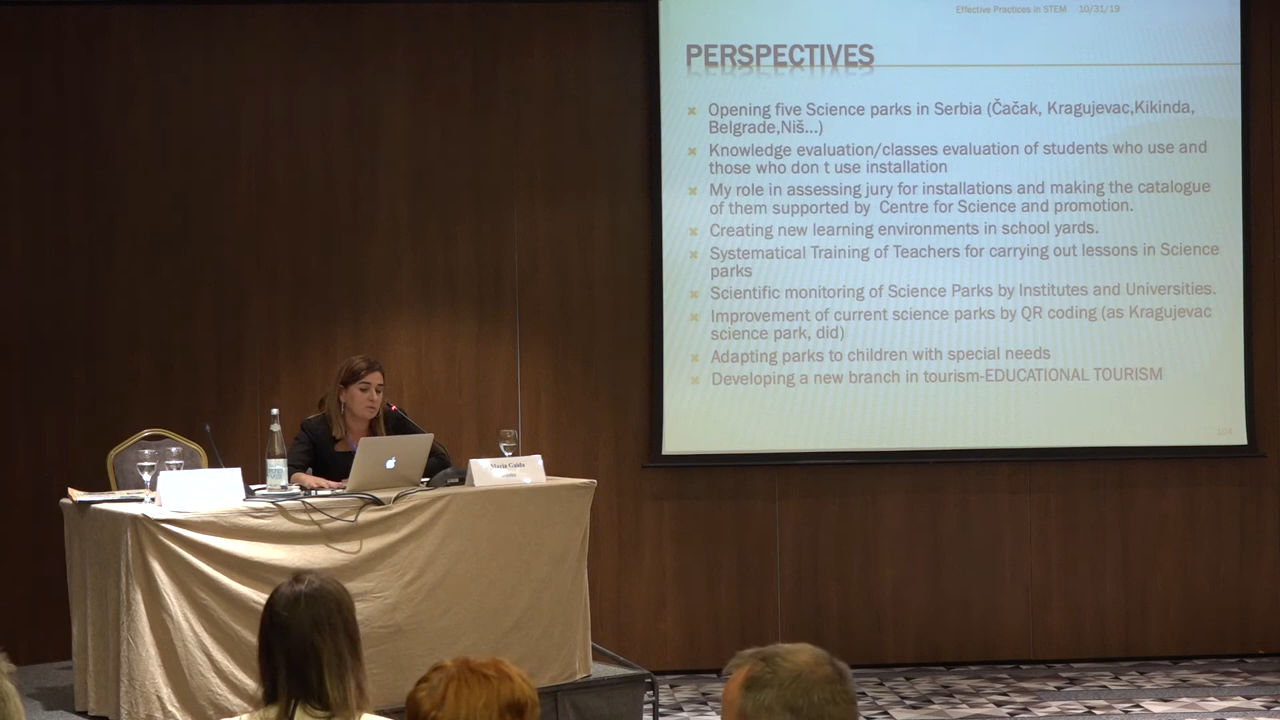 Effective Practices in STEM 10/31/19
PERSPECTIVES
Opening five Science parks in Serbia (Čačak, Kragujevac,Kikinda,
Belgrade,Niš...)
Knowledge evaluation/classes evaluation of students who use and
those who don t use installation
My role in assessing jury for installations and making the catalogue
of them supported by Centre for Science and promotion.
Creating new learning environments in school yards.
Systematical Training of Teachers for carrying out lessons in Science
parks
Scientific monitoring of Science Parks by Institutes and Universities.
Improvement of current science parks by QR coding (as Kragujevac
science park, did)
Adapting parks to children with special needs
Developing a new branch in tourism-EDUCATIONAL TOURISM
104
Maria Guida